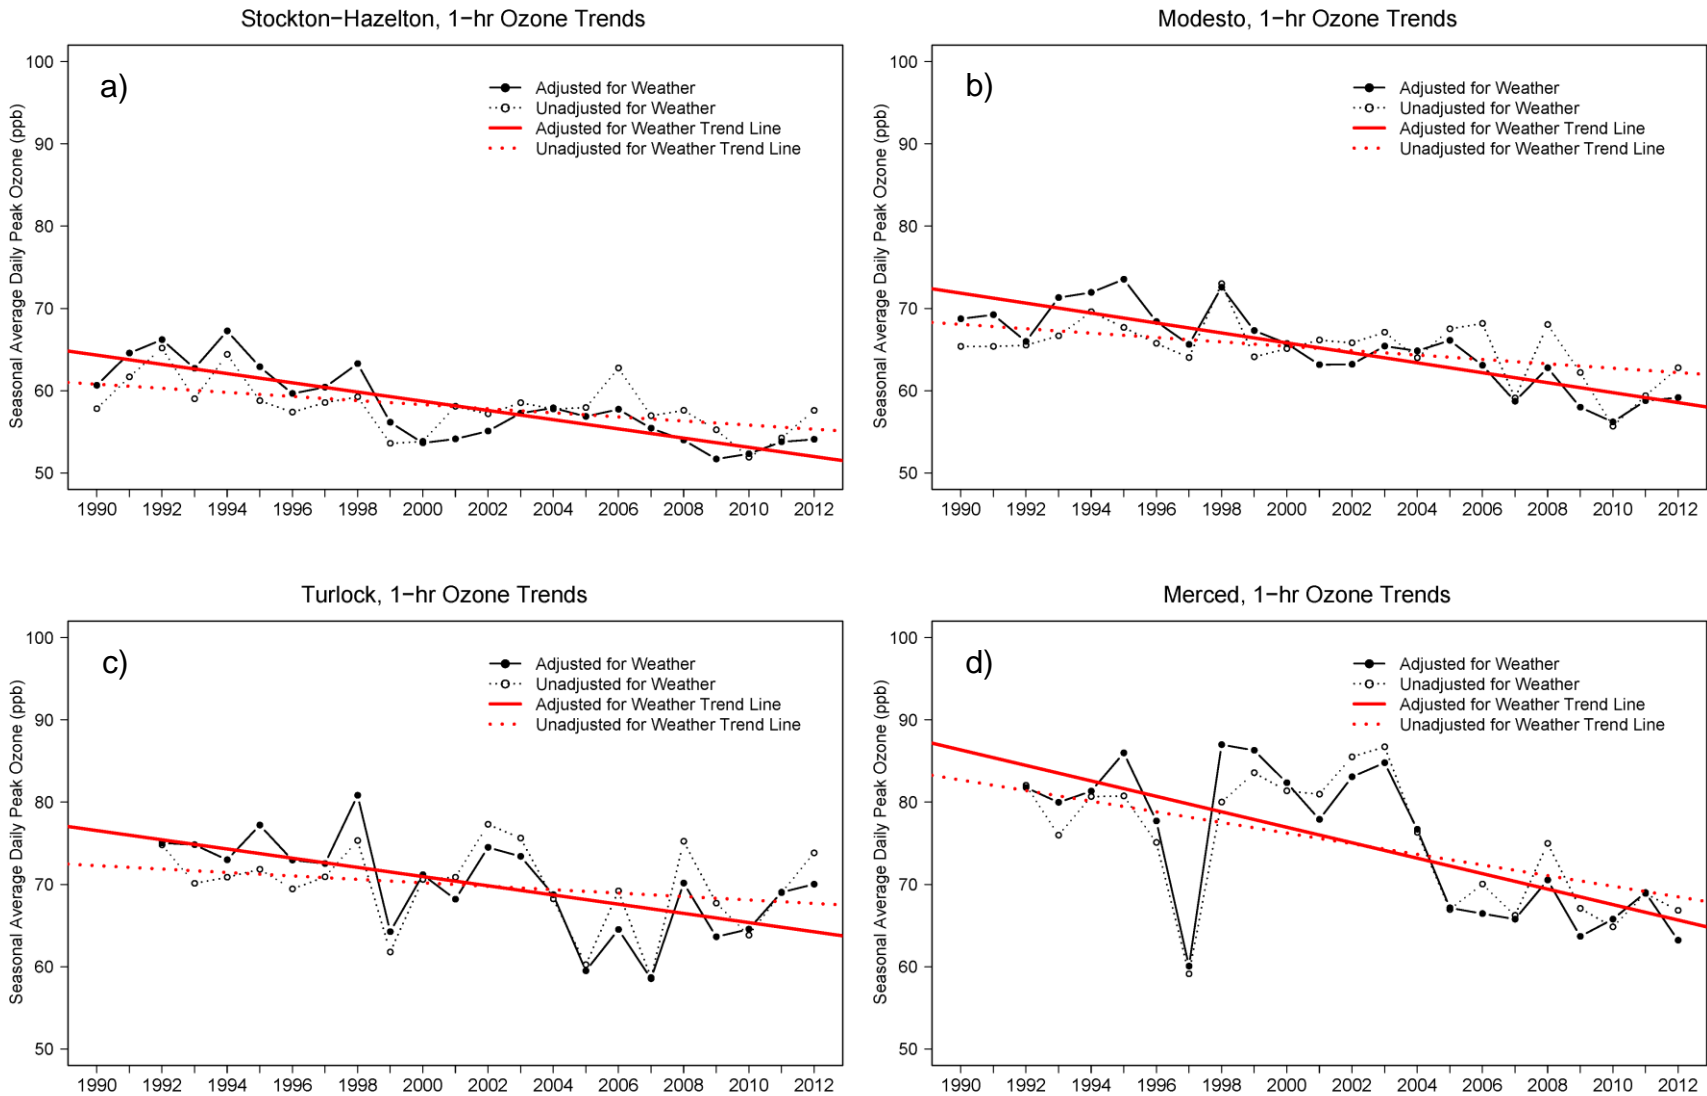 Stockton−Hazelton, 1−hr Ozone Trends
a)
Adjusted for Weather
Unadjusted for Weather
Adjusted for Weather Trend Line
Unadjusted for Weather Trend Line
Seasonal Average Daily Peak Ozone (ppb)
100
90
80
70
60
50
1990 1992 1994 1996 1998 2000 2002 2004 2006 2008 2010 2012
Modesto, 1−hr Ozone Trends
b)
Adjusted for Weather
Unadjusted for Weather
Adjusted for Weather Trend Line
Unadjusted for Weather Trend Line
Seasonal Average Daily Peak Ozone (ppb)
100
90
80
70
60
50
1990 1992 1994 1996 1998 2000 2002 2004 2006 2008 2010 2012
Turlock, 1−hr Ozone Trends
c)
Adjusted for Weather
Unadjusted for Weather
Adjusted for Weather Trend Line
Unadjusted for Weather Trend Line
Seasonal Average Daily Peak Ozone (ppb)
100
90
80
70
60
50
1990 1992 1994 1996 1998 2000 2002 2004 2006 2008 2010 2012
Merced, 1−hr Ozone Trends
d)
Adjusted for Weather
Unadjusted for Weather
Adjusted for Weather Trend Line
Unadjusted for Weather Trend Line
Seasonal Average Daily Peak Ozone (ppb)
100
90
80
70
60
50
1990 1992 1994 1996 1998 2000 2002 2004 2006 2008 2010 2012